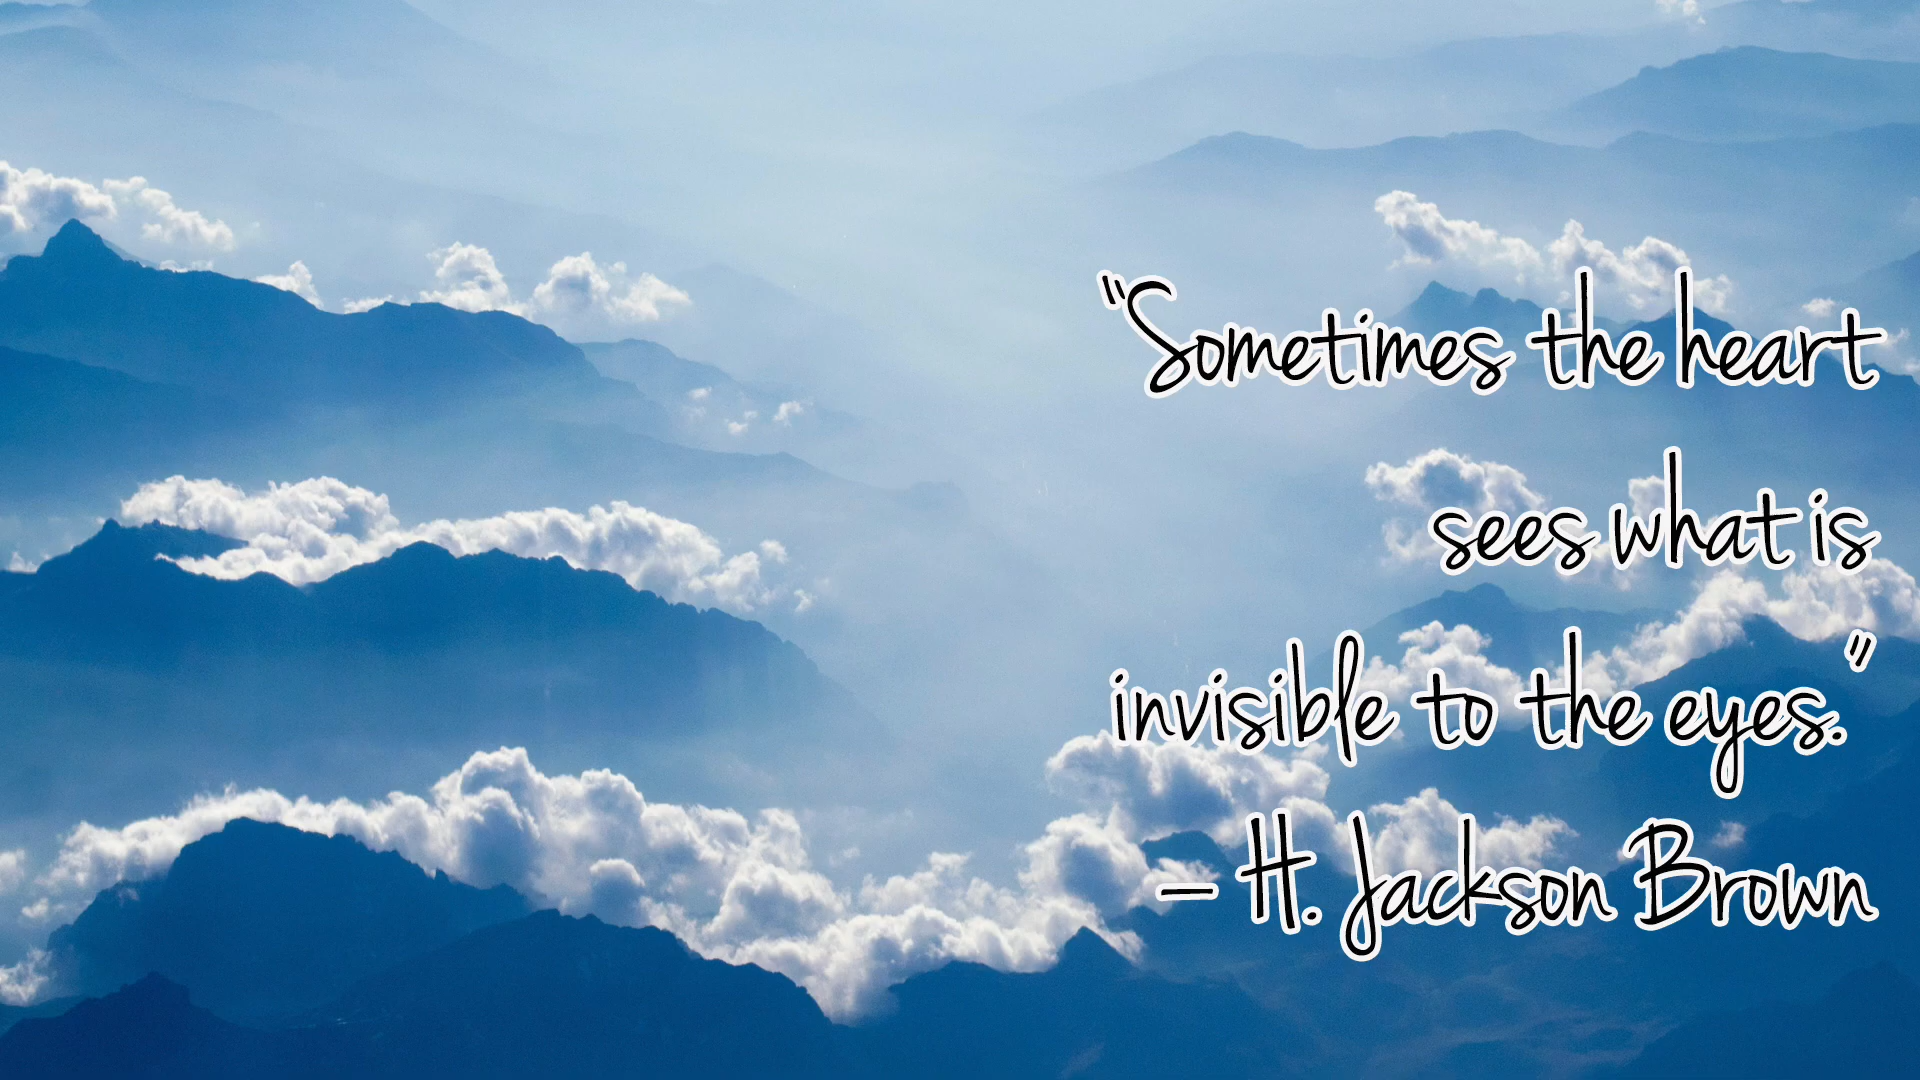 “Sometimes the heart
sees what is
invisible to the eyes.”
– H. Jackson Brown